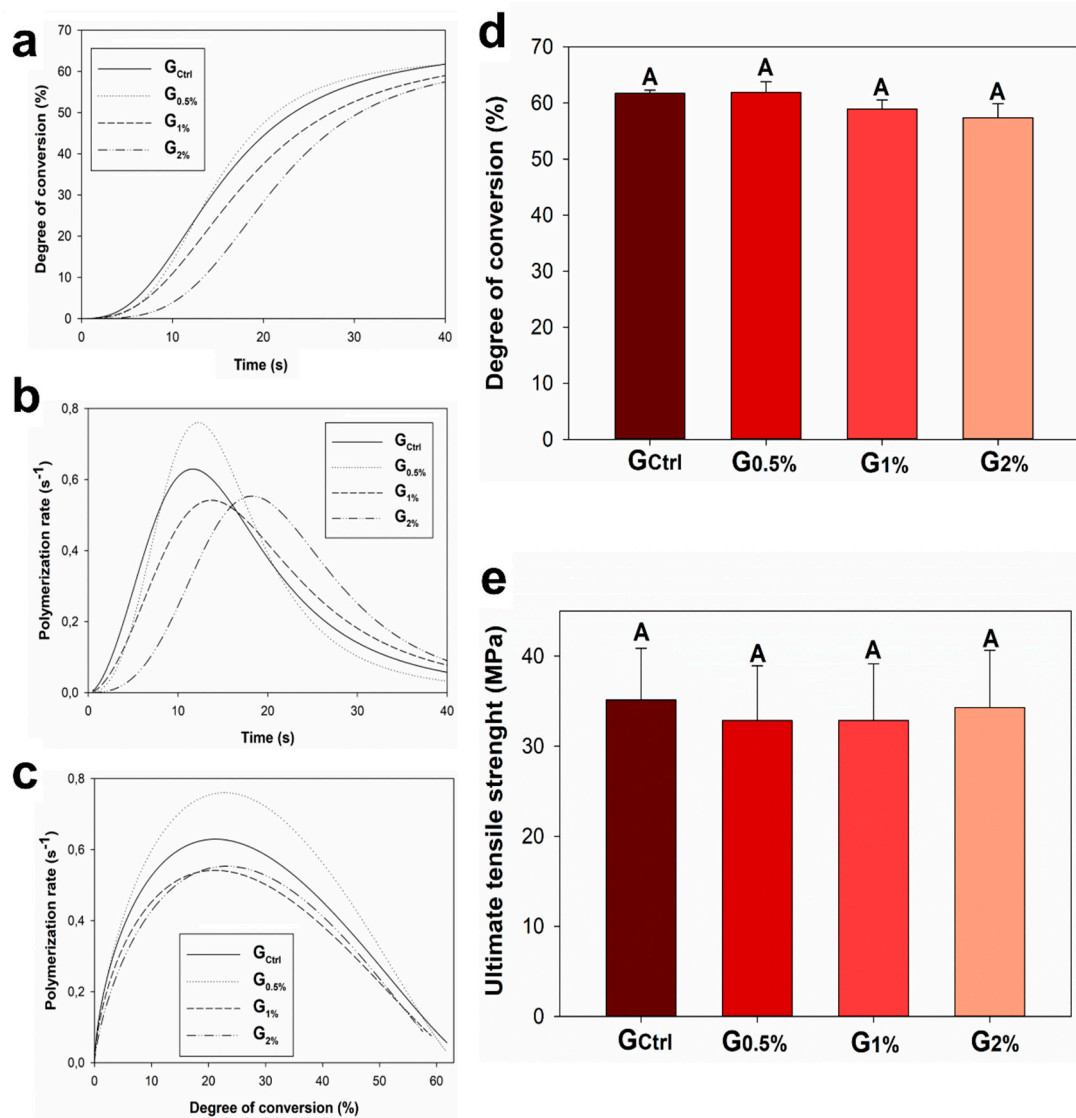 a
Degree of conversion (%)
70
60
50
40
30
20
10
0
GCtrl
G0.5%
G1%
G2%
0 10 20 30 40
Time (s)
b
Polymerization rate (s-1)
0,8
0,6
0,4
0,2
0,0
GCtrl
G0.5%
G1%
G2%
0 10 20 30 40
Time (s)
c
Polymerization rate (s-1)
0,8
0,6
0,4
0,2
0,0
GCtrl
G0.5%
G1%
G2%
0 10 20 30 40 50 60
Degree of conversion (%)
d
Degree of conversion (%)
70
60
50
60
70
20
10
0
A A A A
GCtrl G0.5% G1% G2%
e
Ultimate tensile strenght (MPa)
40
30
20
10
0
A A A A
GCtrl G0.5% G1% G2%